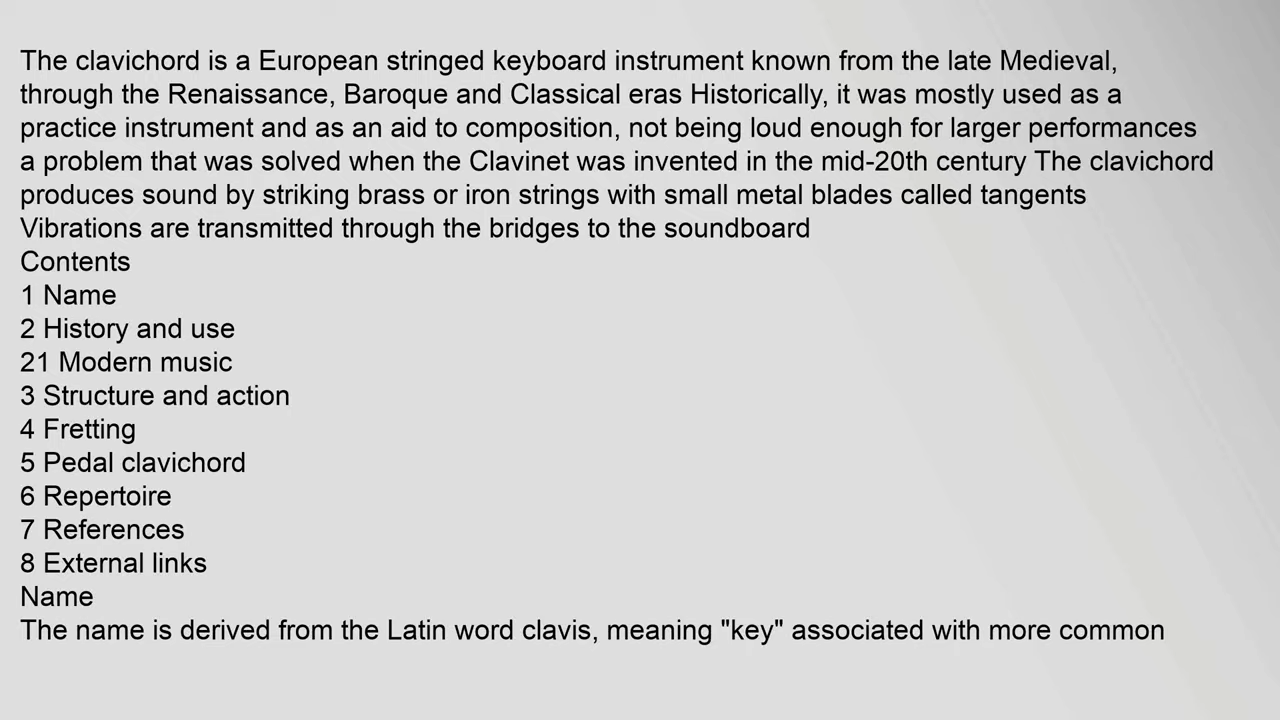 The clavichord is a European stringed keyboard instrument known from the late Medieval,
through the Renaissance, Baroque and Classical eras Historically, it was mostly used as a
practice instrument and as an aid to composition, not being loud enough for larger performances
a problem that was solved when the Clavinet was invented in the mid-20th century The clavichord
produces sound by striking brass or iron strings with small metal blades called tangents
Vibrations are transmitted through the bridges to the soundboard
Contents
1 Name
2 History and use
21 Modern music
3 Structure and action
4 Fretting
5 Pedal clavichord
6 Repertoire
7 References
8 External links
Name
The name is derived from the Latin word clavis, meaning "key" associated with more common